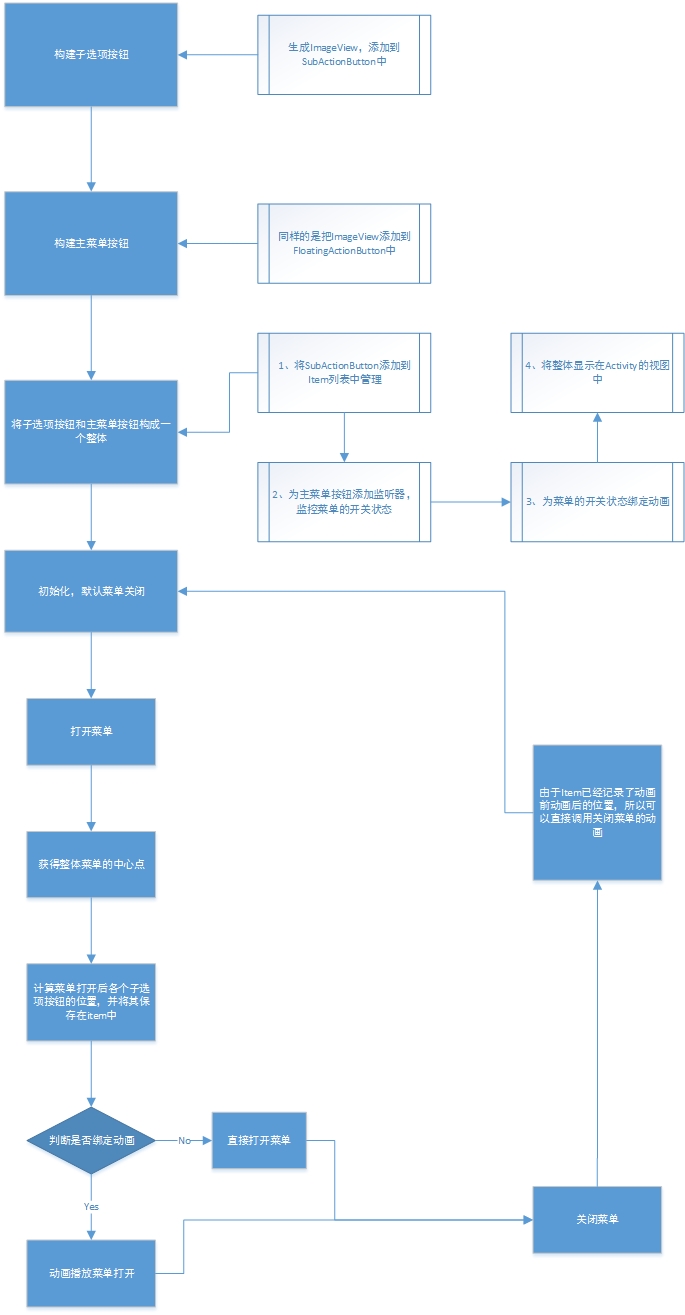 构建子选项按钮
生成ImageView，添加到
SubActionButton中
构建主菜单按钮
同样的是把ImageView添加到
FloatingActionButton中
将子选项按钮和主菜单按钮构成一
个整体
1、将SubActionButton添加到
Item列表中管理
4、将整体显示在Activity的视图
中
2、为主菜单按钮添加监听器，
监控菜单的开关状态
3、为菜单的开关状态绑定动画
初始化，默认菜单关闭
打开菜单
由于Item已经记录了动画
前动画后的位置，所以可
以直接调用关闭菜单的动
画
获得整体菜单的中心点
计算菜单打开后各个子选
项按钮的位置，并将其保
存在item中
判断是否绑定动画
No
直接打开菜单
Yes
关闭菜单
动画播放菜单打开